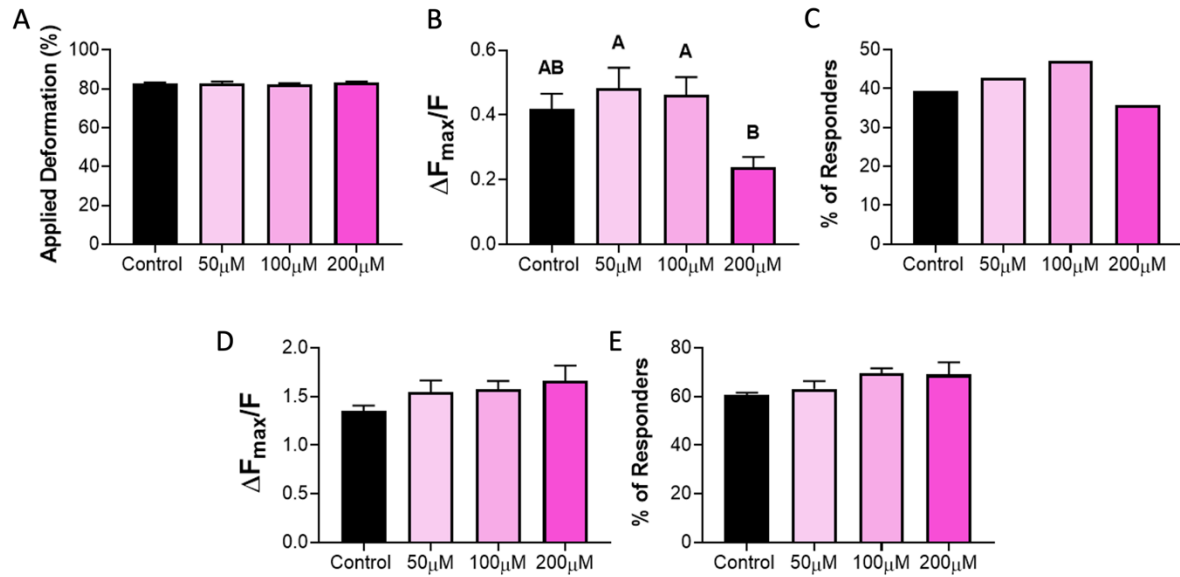 A
Applied Deformation (%)
100
80
60
40
20
0
Control 50μM 100μM 200μM
B
ΔFmax/F
0.6
0.4
0.2
0.0
AB
A
A
B
Control 50μM 100μM 200μM
C
% of Responders
50
40
30
20
10
0
Control 50μM 100μM 200μM
D
ΔFmax/F
2.0
1.5
1.0
0.5
0.0
Control 50μM 100μM 200μM
E
% of Responders
80
60
40
20
0
Control 50μM 100μM 200μM